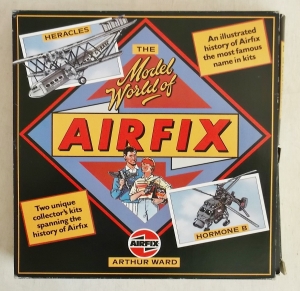 HERACLES
An illustrated
history of Airfix
the most famous
name in kits
THE
Model
World of
AIRFIX
Two unique
collector's kits
spanning the
history of Airfix
HORMONE B
AIRFIX
ARTHUR WARD